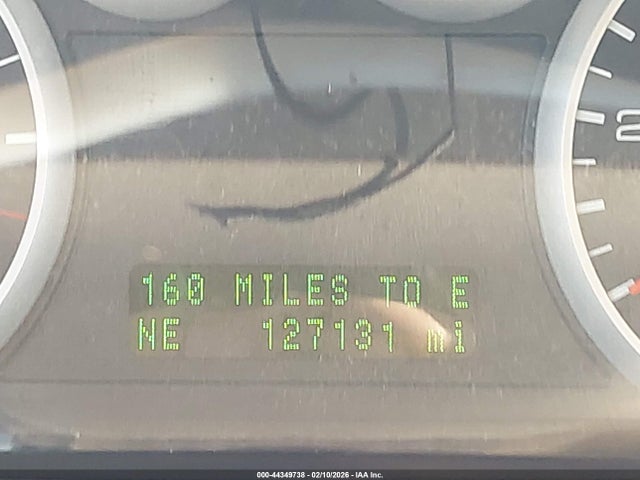 160 MILES TO E
NE 127131 mi
000-44349738 - 02/10/2026 - IAA Inc.